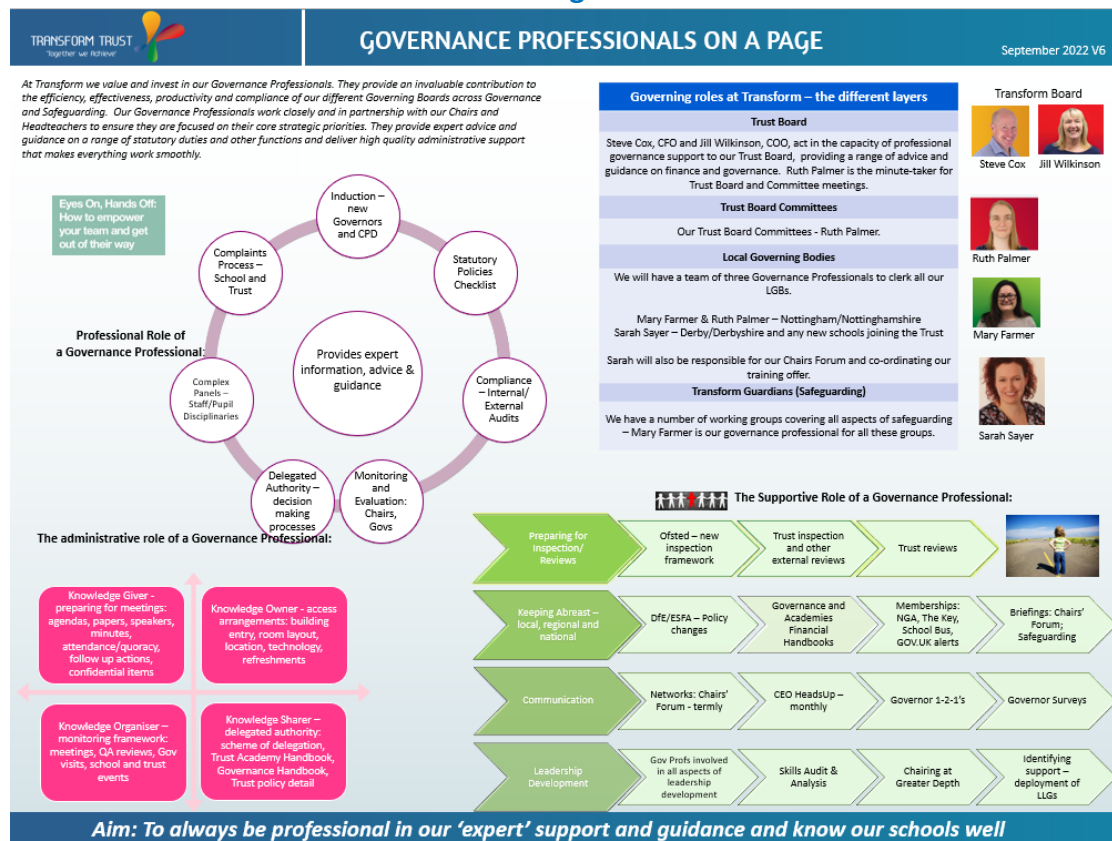 TRANSFORM TRUST
'Together we Achieve'
GOVERNANCE PROFESSIONALS ON A PAGE
September 2022 V6
At Transform we value and invest in our Governance Professionals. They provide an invaluable contribution to
the efficiency, effectiveness, productivity and compliance of our different Governing Boards across Governance
and Safeguarding. Our Governance Professionals work closely and in partnership with our Chairs and
Headteachers to ensure they are focused on their core strategic priorities. They provide expert advice and
guidance on a range of statutory duties and other functions and deliver high quality administrative support
that makes everything work smoothly.
Eyes On, Hands Off:
How to empower
your team and get
out of their way
Professional Role of
a Governance Professional:
Induction –
new
Governors
and CPD
Statutory
Policies
Checklist
Compliance
– Internal/
External
Audits
Monitoring
and
Evaluation:
Chairs,
Govs
Delegated
Authority –
decision
making
processes
Complex
Panels –
Staff/Pupil
Disciplinaries
Complaints
Process –
School and
Trust
Provides expert
information, advice &
guidance
Governing roles at Transform – the different layers
Trust Board
Steve Cox, CFO and Jill Wilkinson, COO, act in the capacity of professional
governance support to our Trust Board, providing a range of advice and
guidance on finance and governance. Ruth Palmer is the minute-taker for
Trust Board and Committee meetings.
Trust Board Committees
Our Trust Board Committees - Ruth Palmer.
Local Governing Bodies
We will have a team of three Governance Professionals to clerk all our
LGBs.
Mary Farmer & Ruth Palmer – Nottingham/Nottinghamshire
Sarah Sayer – Derby/Derbyshire and any new schools joining the Trust
Sarah will also be responsible for our Chairs Forum and co-ordinating our
training offer.
Transform Guardians (Safeguarding)
We have a number of working groups covering all aspects of safeguarding
– Mary Farmer is our governance professional for all these groups.
Transform Board
Steve Cox
Jill Wilkinson
Ruth Palmer
Mary Farmer
Sarah Sayer
The administrative role of a Governance Professional:
Knowledge Giver -
preparing for meetings:
agendas, papers, speakers,
minutes,
attendance/quoracy,
follow up actions,
confidential items
Knowledge Owner - access
arrangements: building
entry, room layout,
location, technology,
refreshments
Knowledge Organiser –
monitoring framework:
meetings, QA reviews, Gov
visits, school and trust
events
Knowledge Sharer –
delegated authority:
scheme of delegation,
Trust Academy Handbook,
Governance Handbook,
Trust policy detail
The Supportive Role of a Governance Professional:
Preparing for
Inspection/
Reviews
Ofsted – new
inspection
framework
Trust inspection
and other
external reviews
Trust reviews
Keeping Abreast –
local, regional and
national
DfE/ESFA – Policy
changes
Governance and
Academies
Financial
Handbooks
Memberships:
NGA, The Key,
School Bus,
GOV.UK alerts
Briefings: Chairs'
Forum;
Safeguarding
Communication
Networks: Chairs'
Forum - termly
CEO HeadsUp –
monthly
Governor 1-2-1's
Governor Surveys
Leadership
Development
Gov Profs involved
in all aspects of
leadership
development
Skills Audit &
Analysis
Chairing at
Greater Depth
Identifying
support –
deployment of
LLGs
Aim: To always be professional in our 'expert' support and guidance and know our schools well